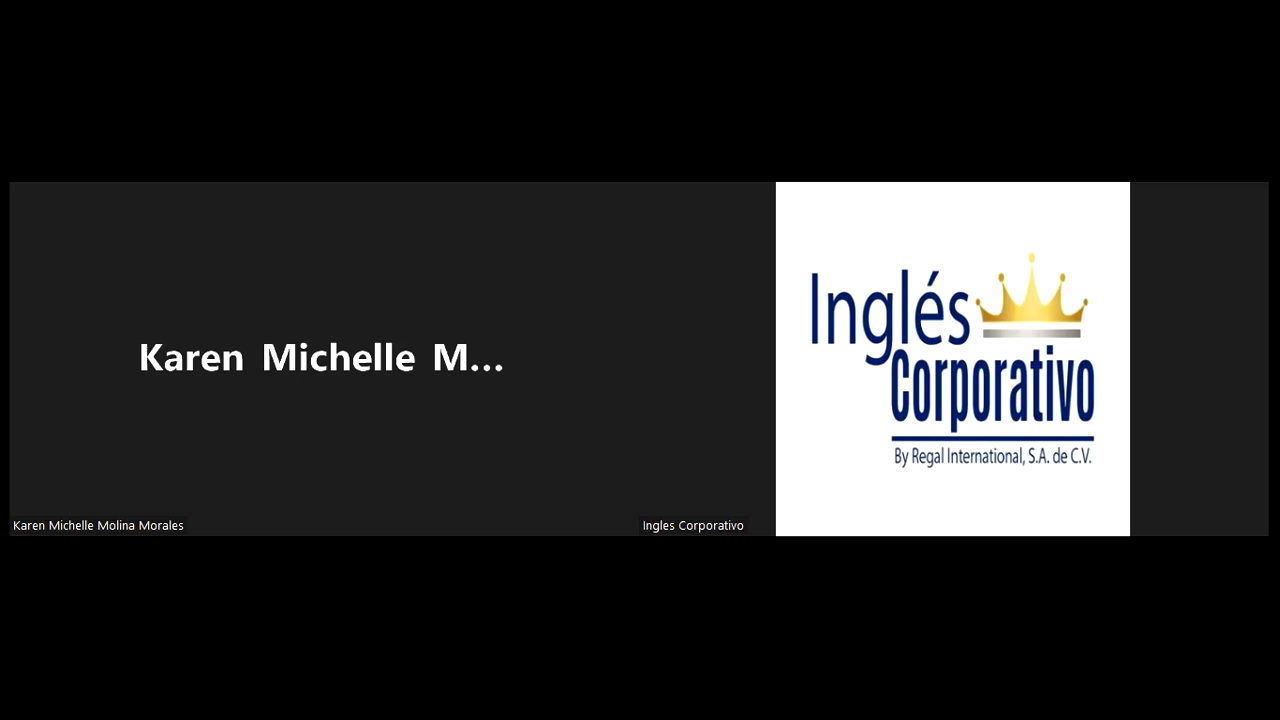 Karen Michelle M...
Karen Michelle Molina Morales
Inglés
Corporativo
By Regal International, S.A. de C.V.
Ingles Corporativo